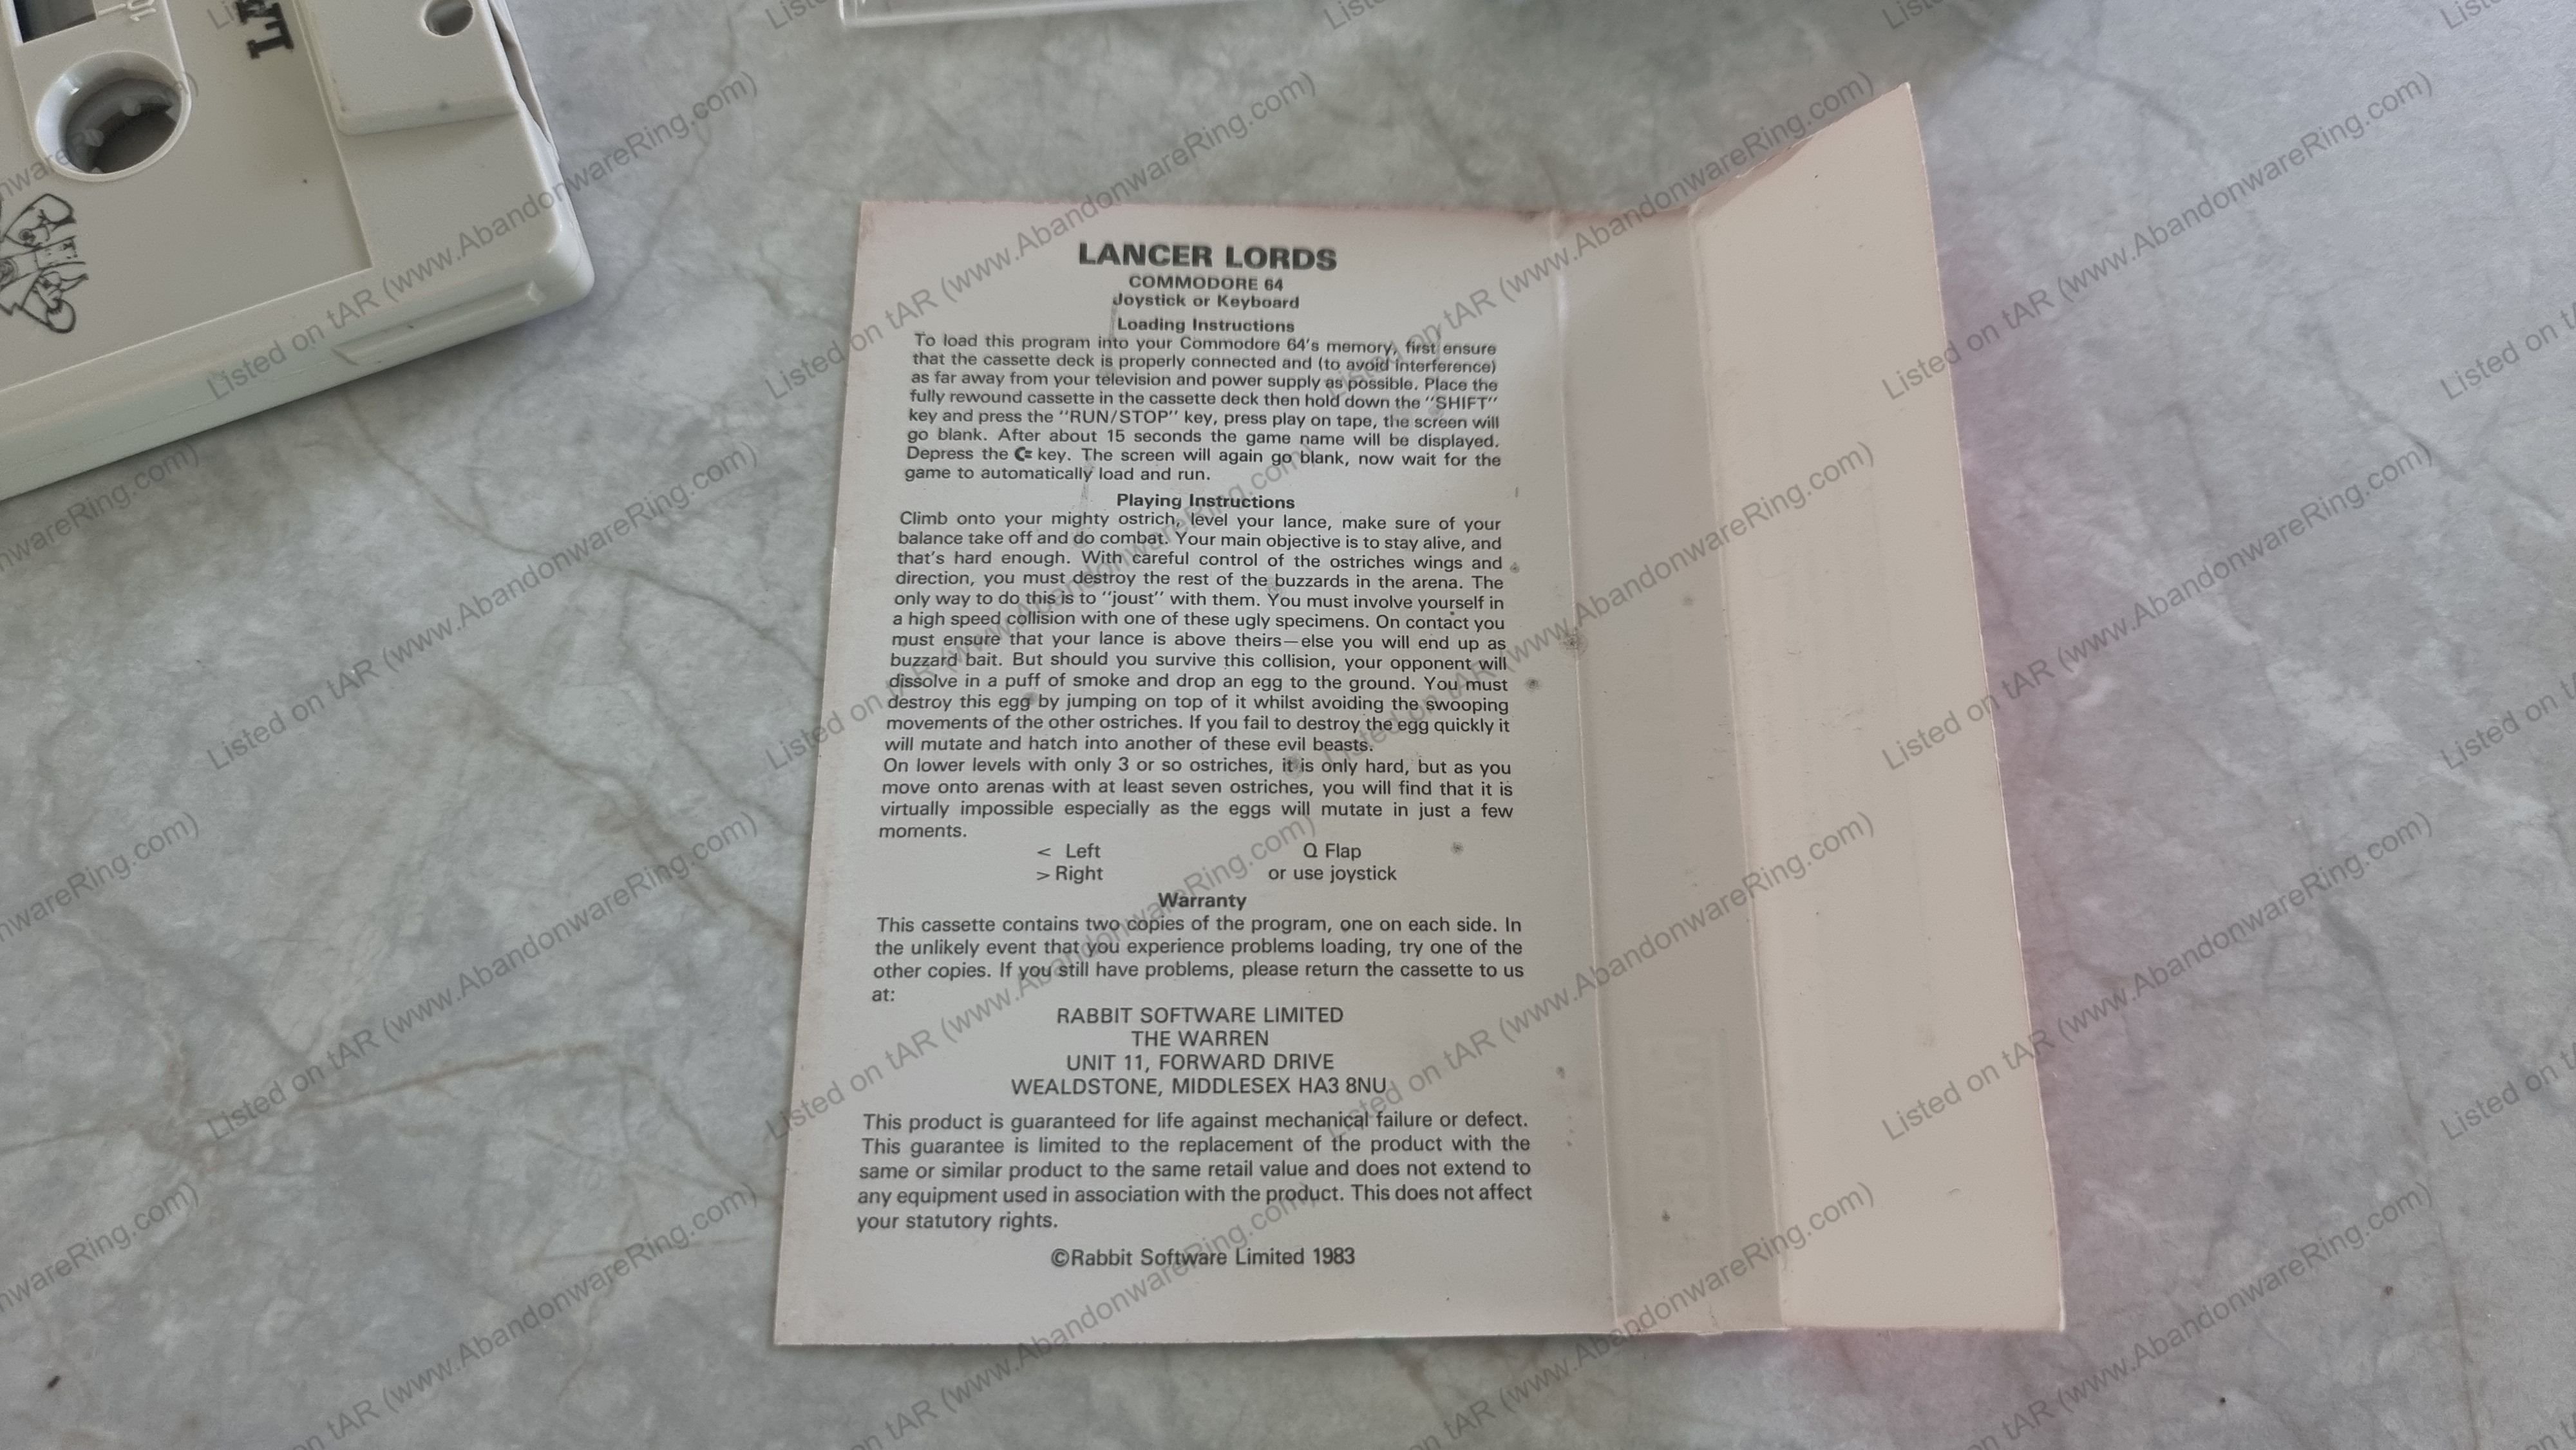 LANCER LORDS
COMMODORE 64
Joystick or Keyboard
Loading Instructions
To load this program into your Commodore 64's memory, first ensure
that the cassette deck is properly connected and (to avoid interference)
as far away from your television and power supply as possible. Place the
fully rewound cassette in the cassette deck then hold down the "SHIFT"
key and press the "RUN/STOP" key, press play on tape, the screen will
go blank. After about 15 seconds the game name will be displayed.
Depress the C= key. The screen will again go blank, now wait for the
game to automatically load and run.
Playing Instructions
Climb onto your mighty ostrich, level your lance, make sure of your
balance take off and do combat. Your main objective is to stay alive, and
that's hard enough. With careful control of the ostriches wings and
direction, you must destroy the rest of the buzzards in the arena. The
only way to do this is to "joust" with them. You must involve yourself in
a high speed collision with one of these ugly specimens. On contact you
must ensure that your lance is above theirs—else you will end up as
buzzard bait. But should you survive this collision, your opponent will
dissolve in a puff of smoke and drop an egg to the ground. You must
destroy this egg by jumping on top of it whilst avoiding the swooping
movements of the other ostriches. If you fail to destroy the egg quickly it
will mutate and hatch into another of these evil beasts.
On lower levels with only 3 or so ostriches, it is only hard, but as you
move onto arenas with at least seven ostriches, you will find that it is
virtually impossible especially as the eggs will mutate in just a few
moments.
< Left Q Flap
> Right or use joystick
Warranty
This cassette contains two copies of the program, one on each side. In
the unlikely event that you experience problems loading, try one of the
other copies. If you still have problems, please return the cassette to us
at:
RABBIT SOFTWARE LIMITED
THE WARREN
UNIT 11, FORWARD DRIVE
WEALDSTONE, MIDDLESEX HA3 8NU
This product is guaranteed for life against mechanical failure or defect.
This guarantee is limited to the replacement of the product with the
same or similar product to the same retail value and does not extend to
any equipment used in association with the product. This does not affect
your statutory rights.
©Rabbit Software Limited 1983
Listed on tAR (www.AbandonwareRing.com)